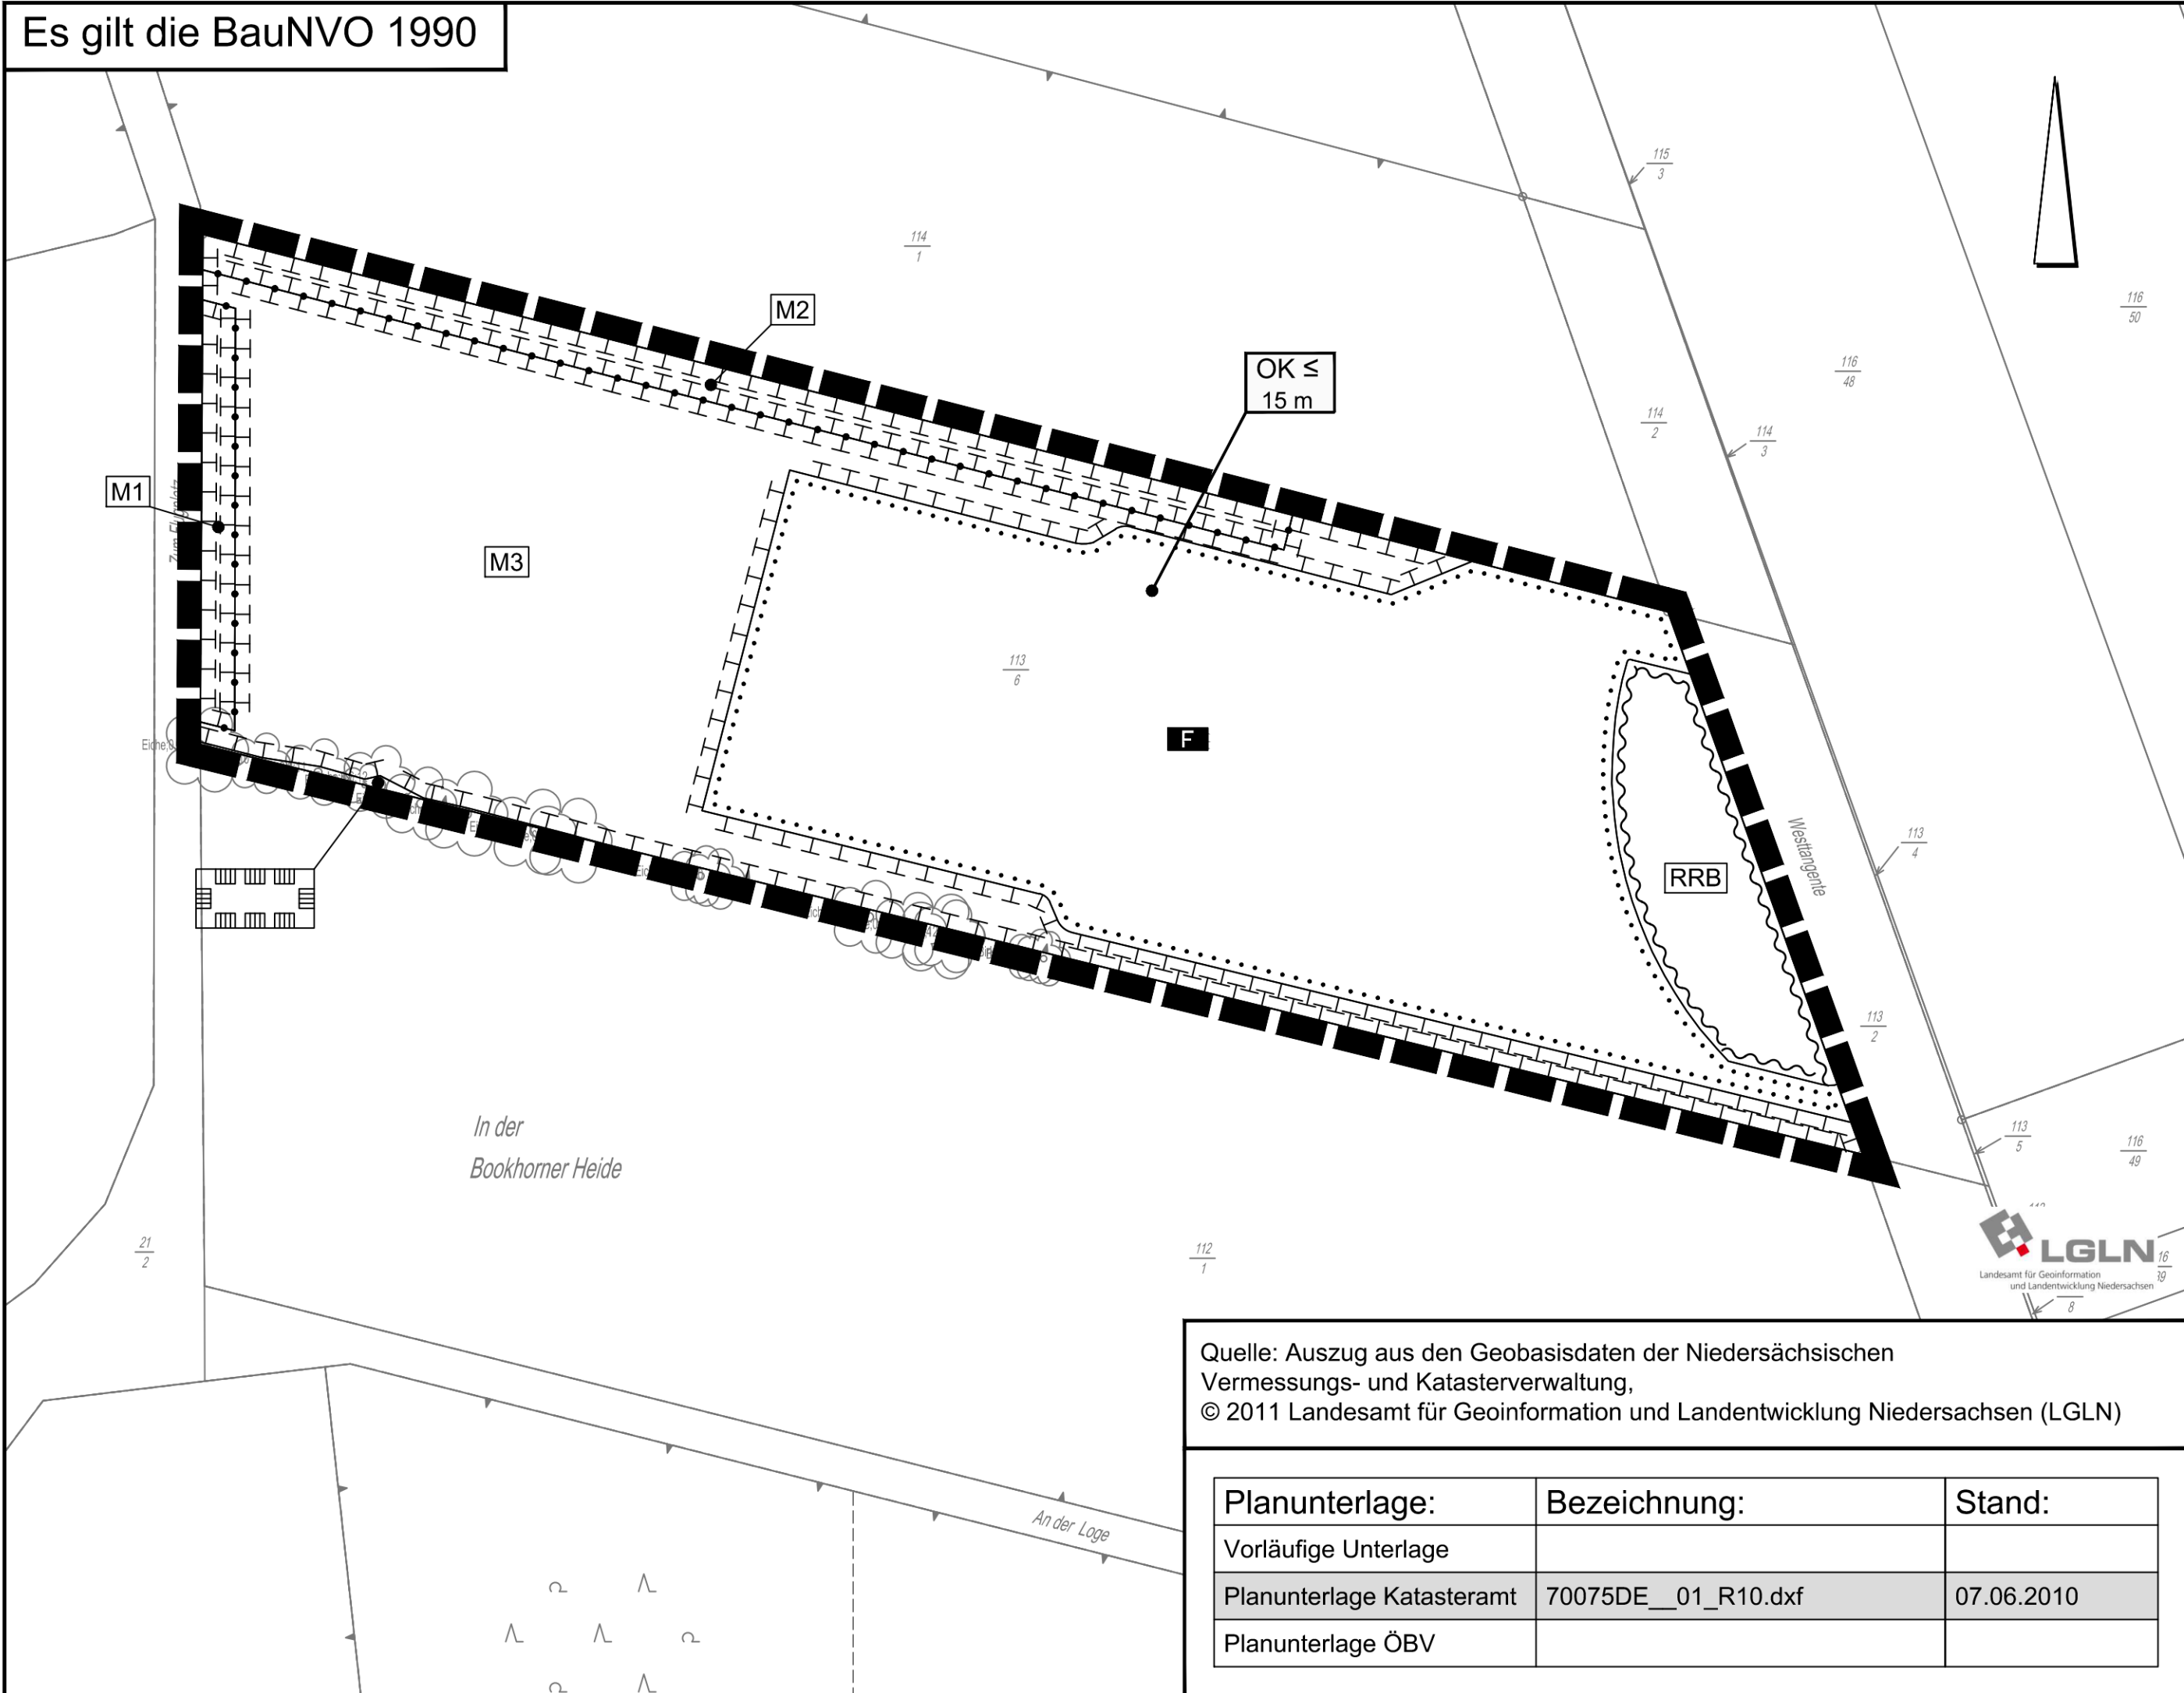 Es gilt die BauNVO 1990
115
3
114
1
116
50
M2
OK ≤
15 m
116
48
114
2
114
3
M1
Zum Flugplatz
M3
113
6
F
113
4
Westtangente
RRB
113
2
In der
Bookhorner Heide
113
5
116
49
21
2
112
1
LGLN
Landesamt für Geoinformation
und Landentwicklung Niedersachsen
8
Quelle: Auszug aus den Geobasisdaten der Niedersächsischen
Vermessungs- und Katasterverwaltung,
© 2011 Landesamt für Geoinformation und Landentwicklung Niedersachsen (LGLN)
An der Loge
Planunterlage: Bezeichnung: Stand:
Vorläufige Unterlage
Planunterlage Katasteramt 70075DE__01_R10.dxf 07.06.2010
Planunterlage ÖBV